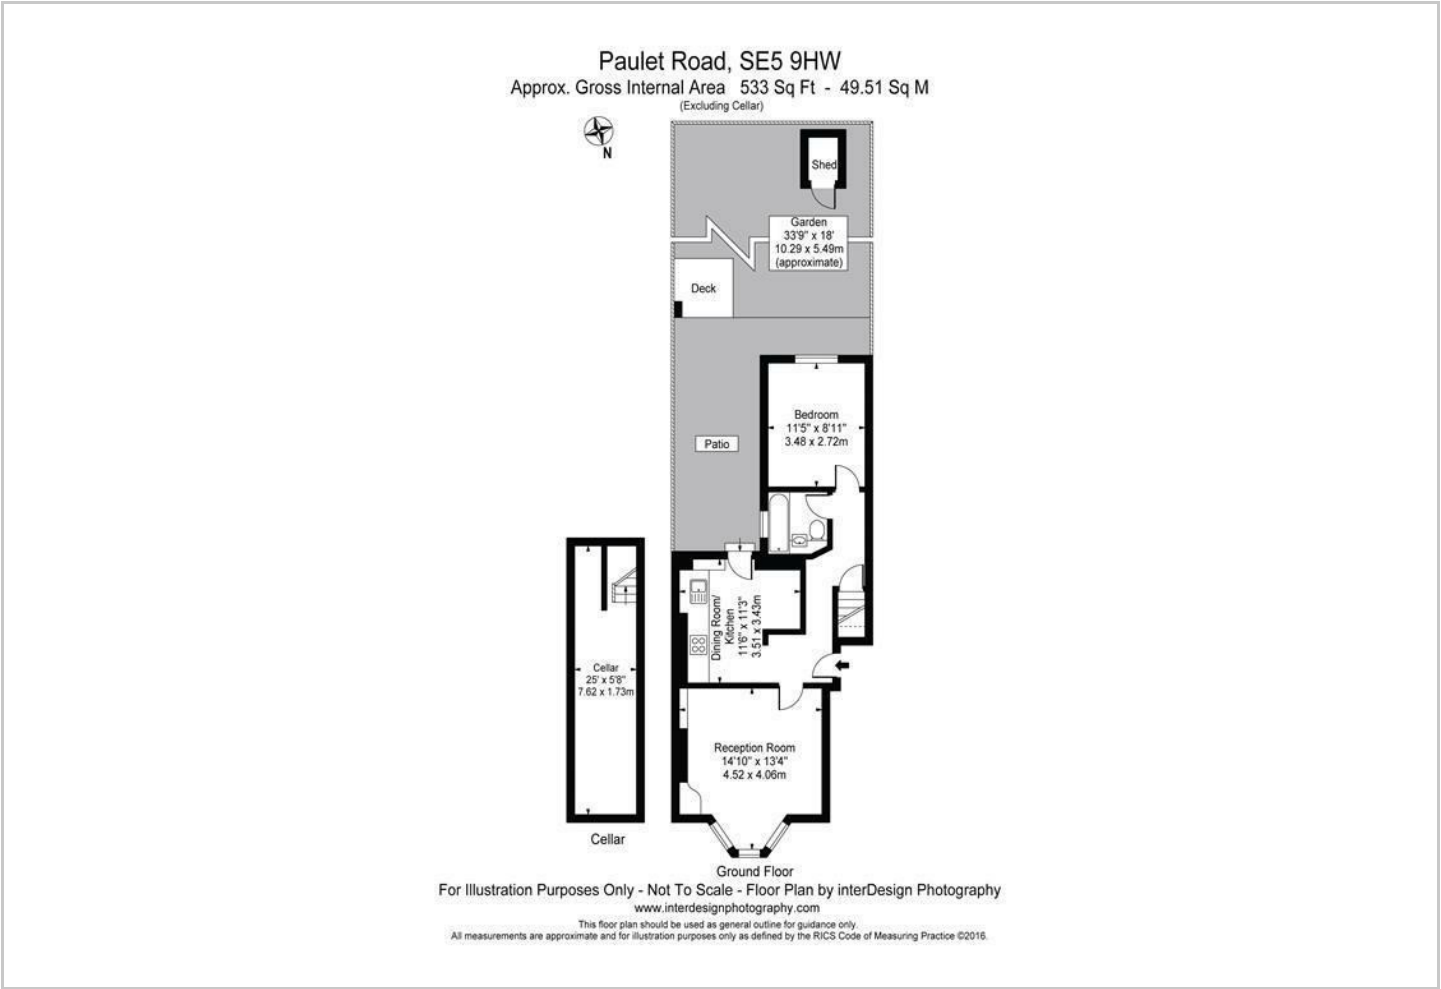 Paulet Road, SE5 9HW
Approx. Gross Internal Area 533 Sq Ft - 49.51 Sq M
(Excluding Cellar)
N
Shed
Garden
33'9" x 18'
10.29 x 5.49m
(approximate)
Deck
Bedroom
11'5" x 8'11"
3.48 x 2.72m
Patio
Dining Room/
Kitchen
11'6" x 11'3"
3.51 x 3.43m
Cellar
25' x 5'8"
7.62 x 1.73m
Reception Room
14'10" x 13'4"
4.52 x 4.06m
Cellar
Ground Floor
For Illustration Purposes Only - Not To Scale - Floor Plan by interDesign Photography
www.interdesignphotography.com
This floor plan should be used as general outline for guidance only.
All measurements are approximate and for illustration purposes only as defined by the RICS Code of Measuring Practice ©2016.